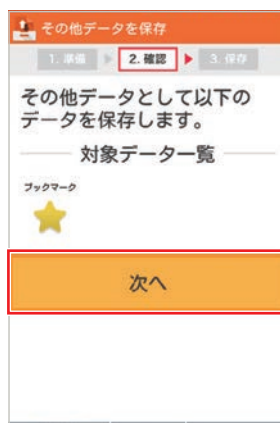 その他データを保存
1. 準備 2. 確認 3. 保存
その他データとして以下の
データを保存します。
対象データ一覧
ブックマーク
次へ